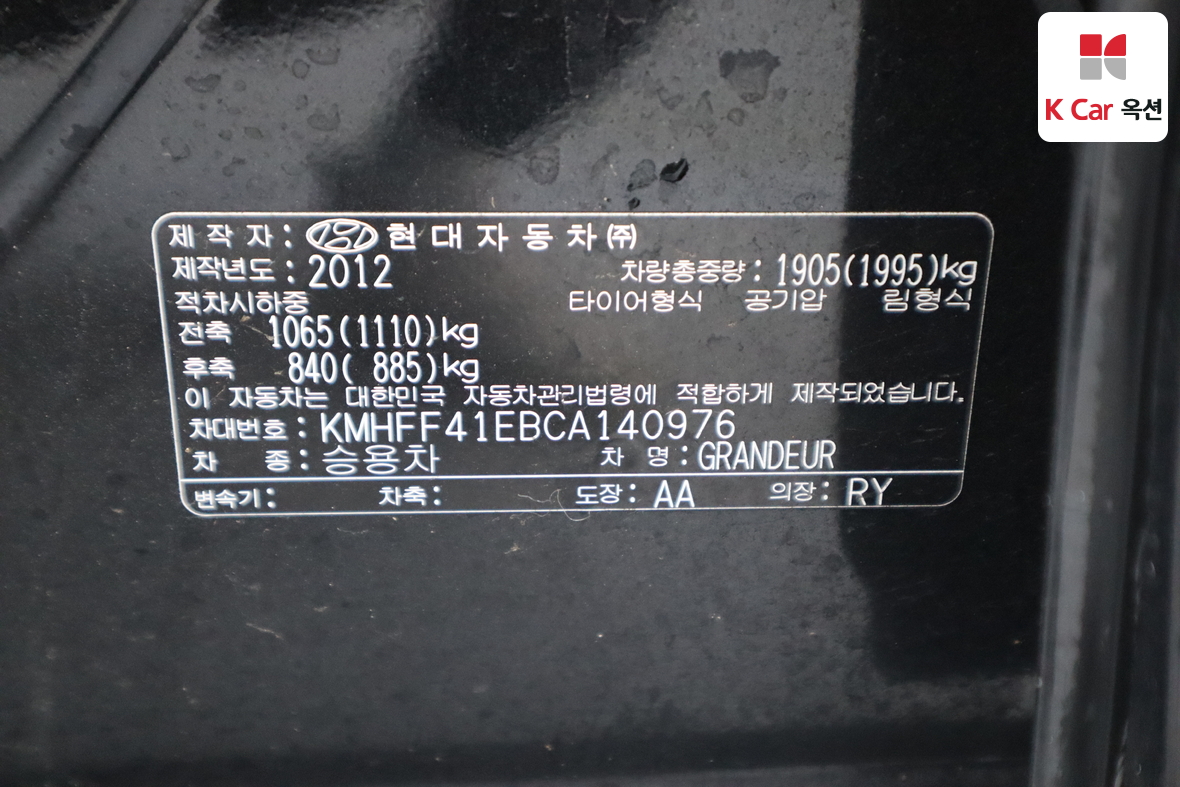 K Car 옥션
제 작 자 : 현 대 자 동 차 ㈜
제작년도 : 2012 차량총중량 : 1905(1995)kg
적차시하중 타이어형식 공기압 림형식
전축 1065(1110)kg
후축 840( 885)kg
이 자동차는 대한민국 자동차관리법령에 적합하게 제작되었습니다.
차대번호 : KMHFF41EBCA140976
차 종 : 승용차 차 명 : GRANDEUR
변속기 : 차축 : 도장 : AA 의장 : RY